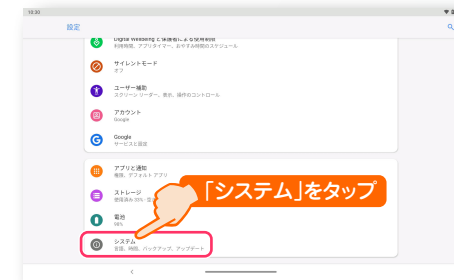 10:30
設定
Digital Wellbeing と保護者による使用制限
利用時間、アプリタイマー、おやすみ時間のスケジュール
サイレントモード
オフ
ユーザー補助
スクリーン リーダー、表示、操作のコントロール
アカウント
Google
Google
サービスと設定
アプリと通知
権限、デフォルト アプリ
ストレージ
使用済み 33% - 空
「システム」をタップ
電池
98%
システム
言語、時間、バックアップ、アップデート